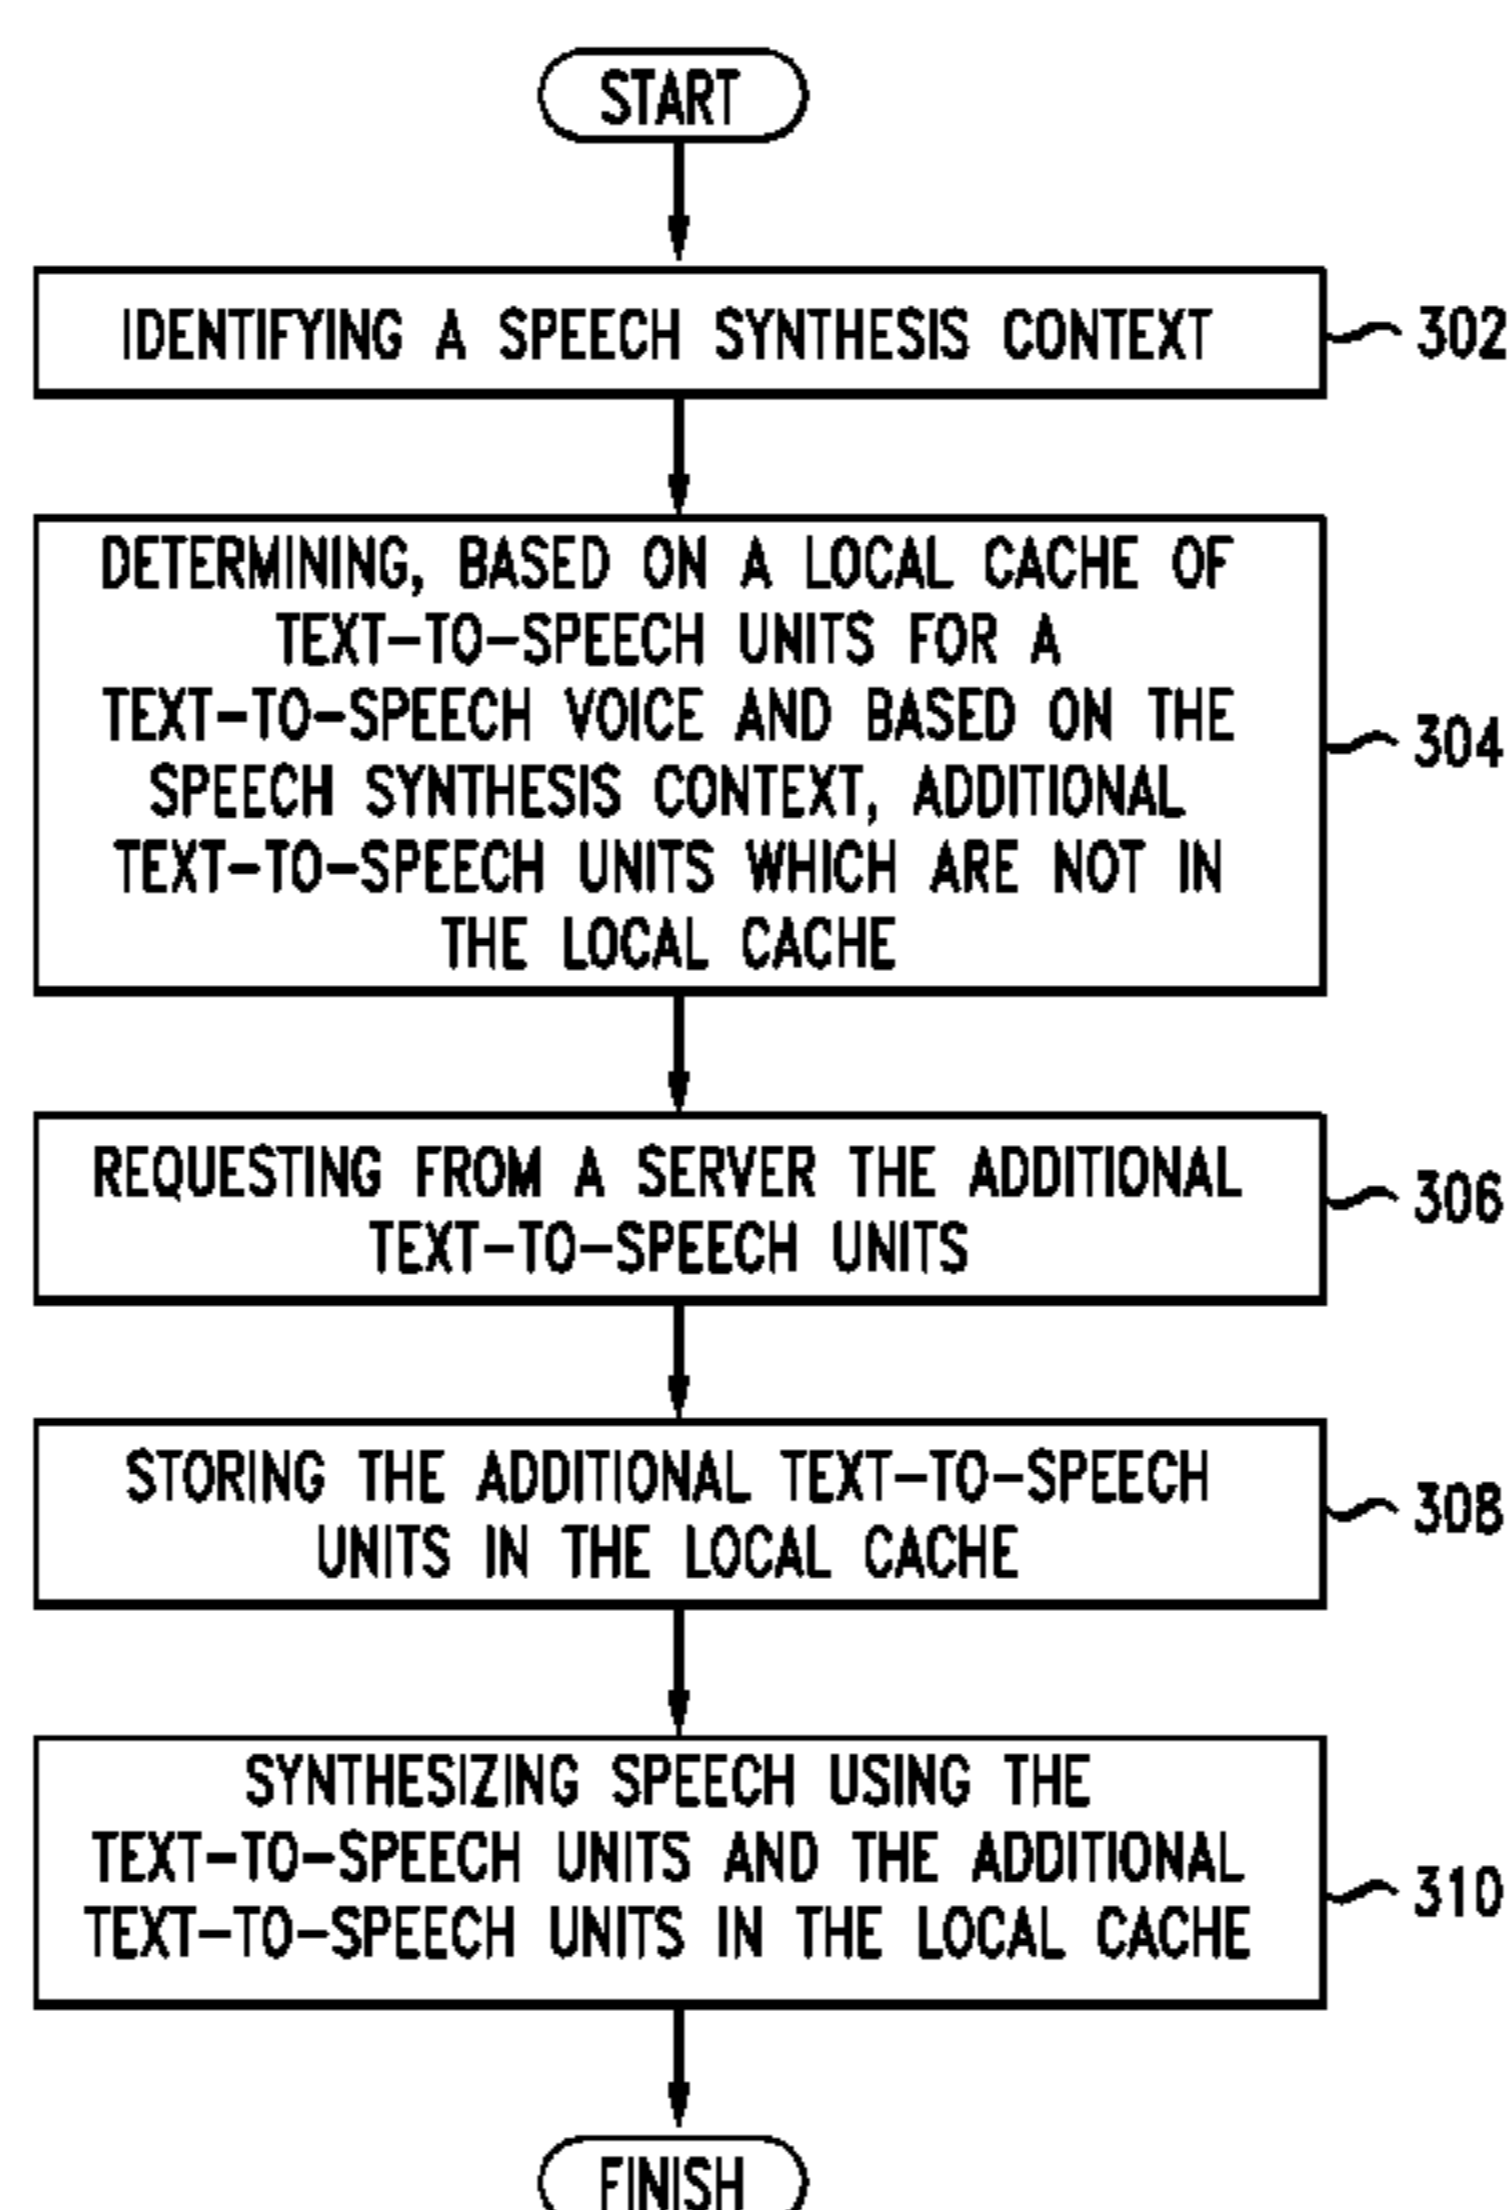 START
IDENTIFYING A SPEECH SYNTHESIS CONTEXT
302
DETERMINING, BASED ON A LOCAL CACHE OF
TEXT-TO-SPEECH UNITS FOR A
TEXT-TO-SPEECH VOICE AND BASED ON THE
SPEECH SYNTHESIS CONTEXT, ADDITIONAL
TEXT-TO-SPEECH UNITS WHICH ARE NOT IN
THE LOCAL CACHE
304
REQUESTING FROM A SERVER THE ADDITIONAL
TEXT-TO-SPEECH UNITS
306
STORING THE ADDITIONAL TEXT-TO-SPEECH
UNITS IN THE LOCAL CACHE
308
SYNTHESIZING SPEECH USING THE
TEXT-TO-SPEECH UNITS AND THE ADDITIONAL
TEXT-TO-SPEECH UNITS IN THE LOCAL CACHE
310
FINISH